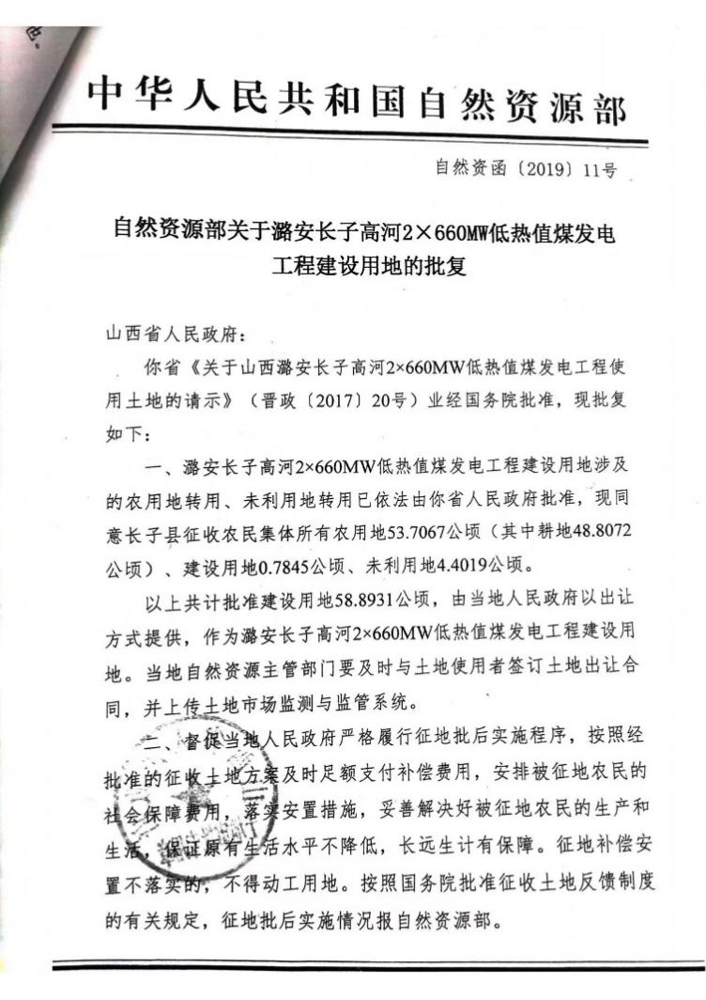 中华人民共和国自然资源部
自然资函〔2019〕11号
自然资源部关于潞安长子高河2×660MW低热值煤发电
工程建设用地的批复
山西省人民政府：
你省《关于山西潞安长子高河2×660MW低热值煤发电工程使
用土地的请示》（晋政〔2017〕20号）业经国务院批准，现批复
如下：
一、潞安长子高河2×660MW低热值煤发电工程建设用地涉及
的农用地转用、未利用地转用已依法由你省人民政府批准，现同
意长子县征收农民集体所有农用地53.7067公顷（其中耕地48.8072
公顷）、建设用地0.7845公顷、未利用地4.4019公顷。
以上共计批准建设用地58.8931公顷，由当地人民政府以出让
方式提供，作为潞安长子高河2×660MW低热值煤发电工程建设用
地。当地自然资源主管部门要及时与土地使用者签订土地出让合
同，并上传土地市场监测与监管系统。
二、督促当地人民政府严格履行征地批后实施程序，按照经
批准的征收土地方案及时足额支付补偿费用，安排被征地农民的
社会保障费用，落实安置措施，妥善解决好被征地农民的生产和
生活，保证原有生活水平不降低，长远生计有保障。征地补偿安
置不落实的，不得动工用地。按照国务院批准征收土地反馈制度
的有关规定，征地批后实施情况报自然资源部。